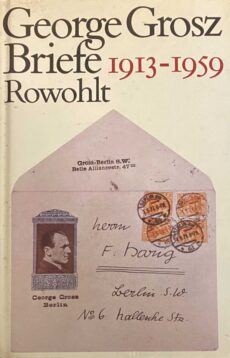 George Grosz
Briefe 1913-1959
Rowohlt
Grosz-Berlin S.W.
Belle Alliancestr. 47
George Grosz
Berlin
Herrn
Berlin S.W
No 6 hallesche Str.